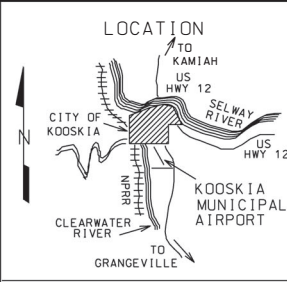 LOCATION
TO
KAMIAH
US
HWY 12
SELWAY
RIVER
CITY OF
KOOSKIA
US
HWY 12
N
NPRR
KOOSKIA
MUNICIPAL
AIRPORT
CLEARWATER
RIVER
TO
GRANGEVILLE